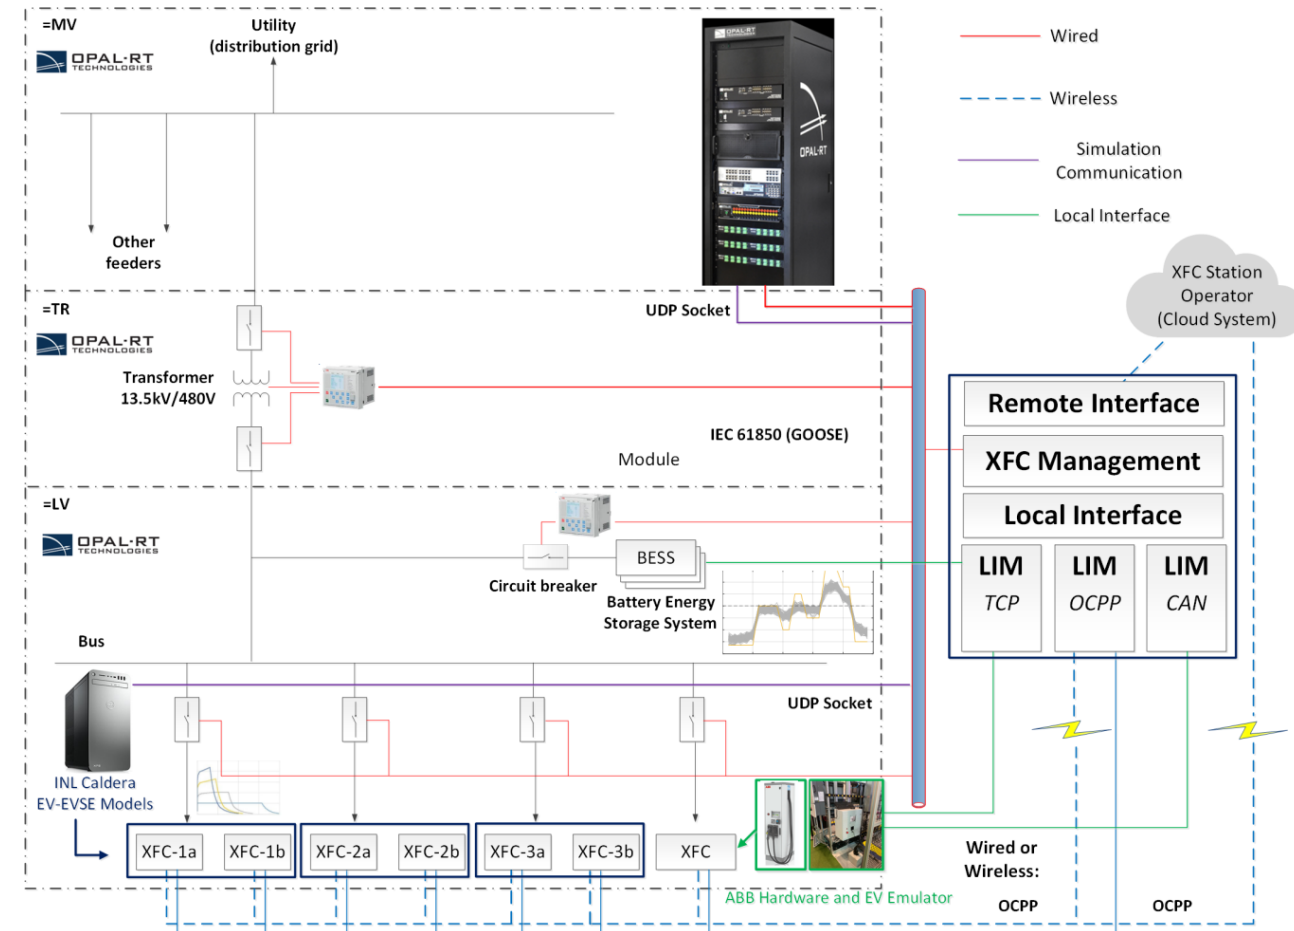 =MV
OPAL-RT
TECHNOLOGIES
Utility
(distribution grid)
OPAL-RT
OPAL-RT
Wired
Wireless
Simulation
Communication
Local Interface
Other
feeders
XFC Station
Operator
(Cloud System)
=TR
OPAL-RT
TECHNOLOGIES
UDP Socket
Transformer
13.5kV/480V
IEC 61850 (GOOSE)
Module
Remote Interface
XFC Management
Local Interface
LIM
TCP
LIM
OCPP
LIM
CAN
=LV
OPAL-RT
TECHNOLOGIES
Circuit breaker
BESS
Battery Energy
Storage System
Bus
UDP Socket
INL Caldera
EV-EVSE Models
XFC-1a
XFC-1b
XFC-2a
XFC-2b
XFC-3a
XFC-3b
XFC
ABB Hardware and EV Emulator
Wired or
Wireless:
OCPP
OCPP